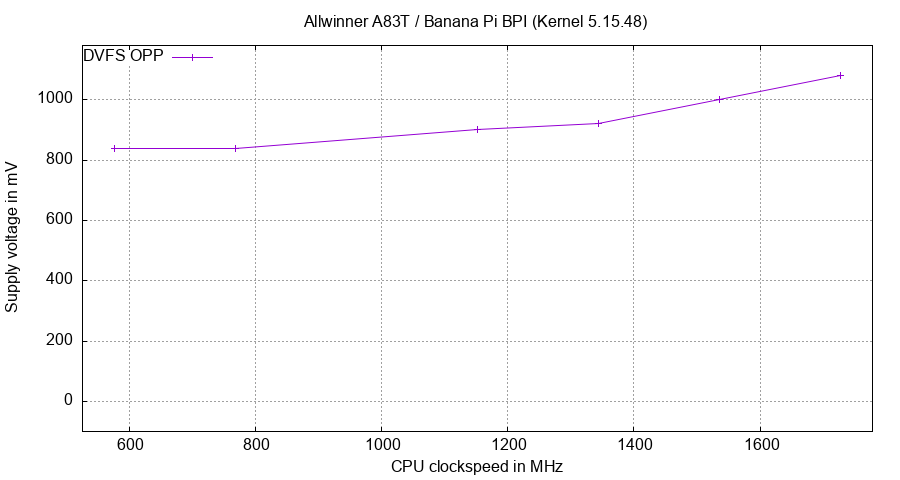 Allwinner A83T / Banana Pi BPI (Kernel 5.15.48)
DVFS OPP
1000
800
600
400
200
0
Supply voltage in mV
600 800 1000 1200 1400 1600
CPU clockspeed in MHz